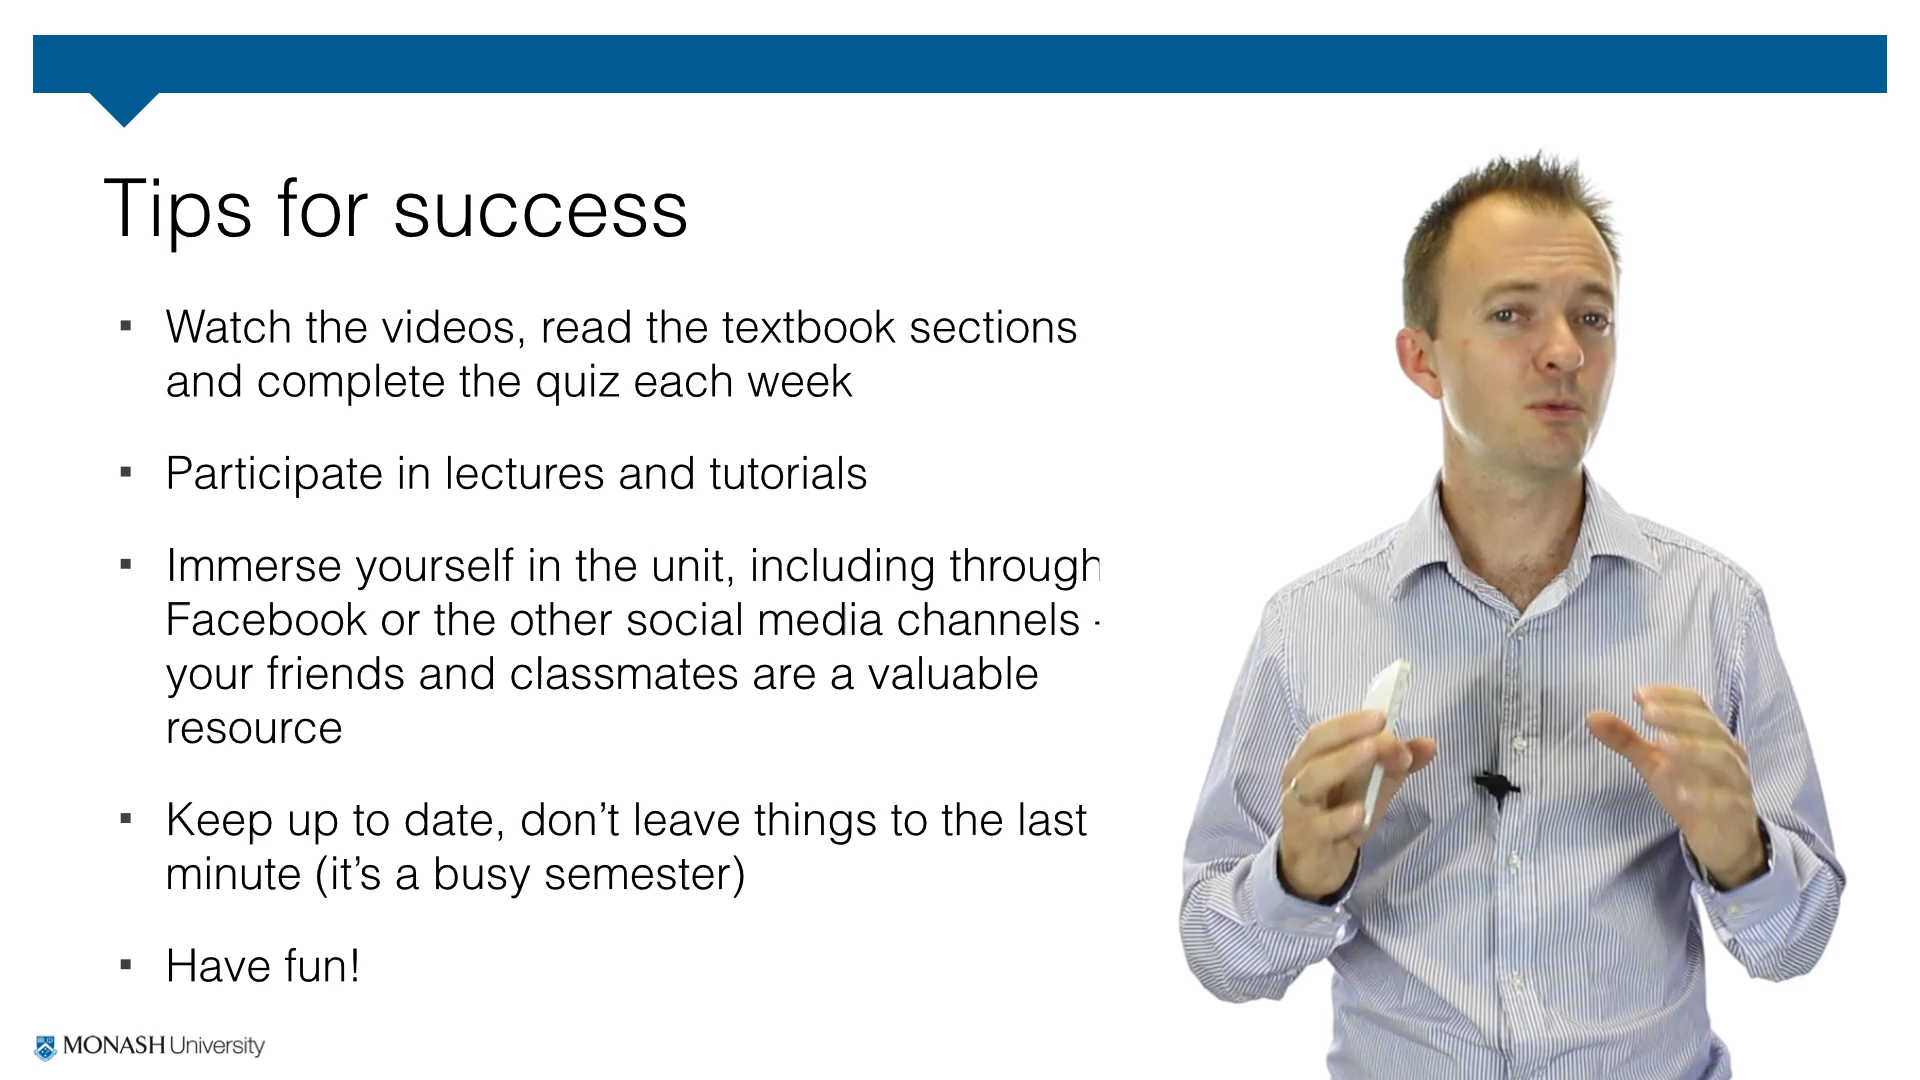 Tips for success
Watch the videos, read the textbook sections
and complete the quiz each week
Participate in lectures and tutorials
Immerse yourself in the unit, including through
Facebook or the other social media channels -
your friends and classmates are a valuable
resource
Keep up to date, don’t leave things to the last
minute (it’s a busy semester)
Have fun!
MONASH University